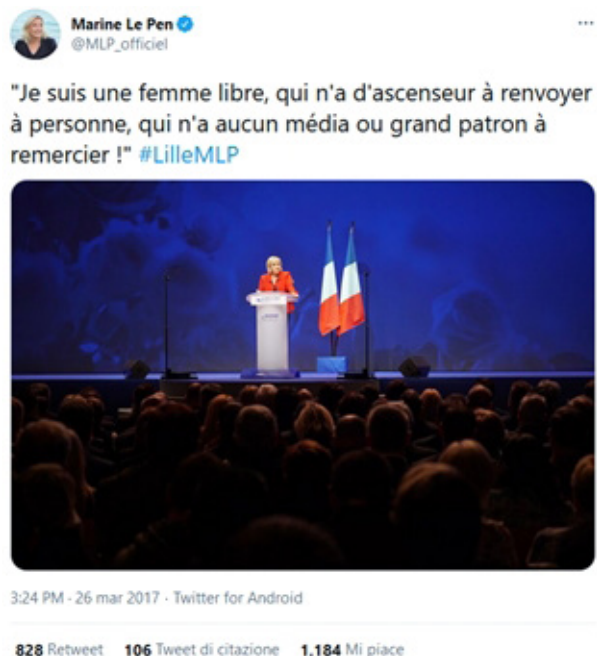 Marine Le Pen
@MLP_officiel
"Je suis une femme libre, qui n'a d'ascenseur à renvoyer
à personne, qui n'a aucun média ou grand patron à
remercier !" #LilleMLP
3:24 PM · 26 mar 2017 · Twitter for Android
828 Retweet 106 Tweet di citazione 1.184 Mi piace